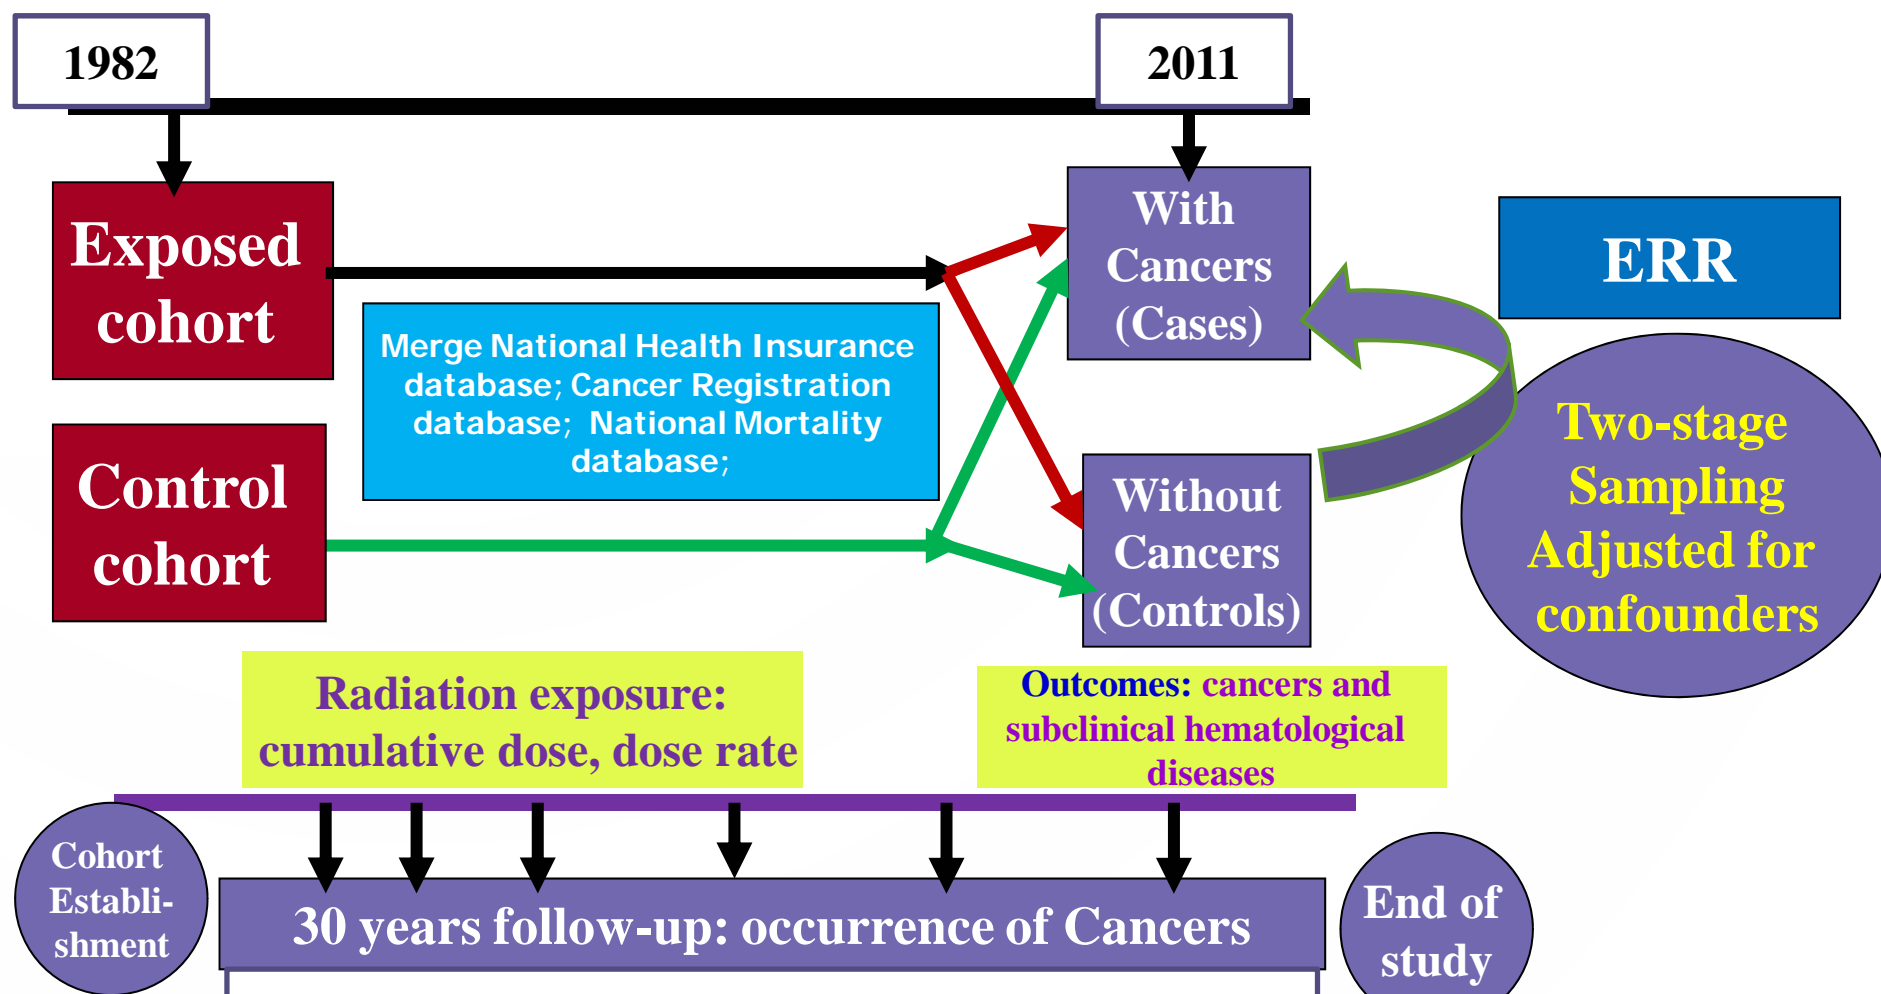 1982
2011
Exposed
cohort
With
Cancers
(Cases)
ERR
Merge National Health Insurance
database; Cancer Registration
database; National Mortality
database;
Control
cohort
Without
Cancers
(Controls)
Two-stage
Sampling
Adjusted for
confounders
Radiation exposure:
cumulative dose, dose rate
Outcomes: cancers and
subclinical hematological
diseases
Cohort
Establi-
shment
30 years follow-up: occurrence of Cancers
End of
study